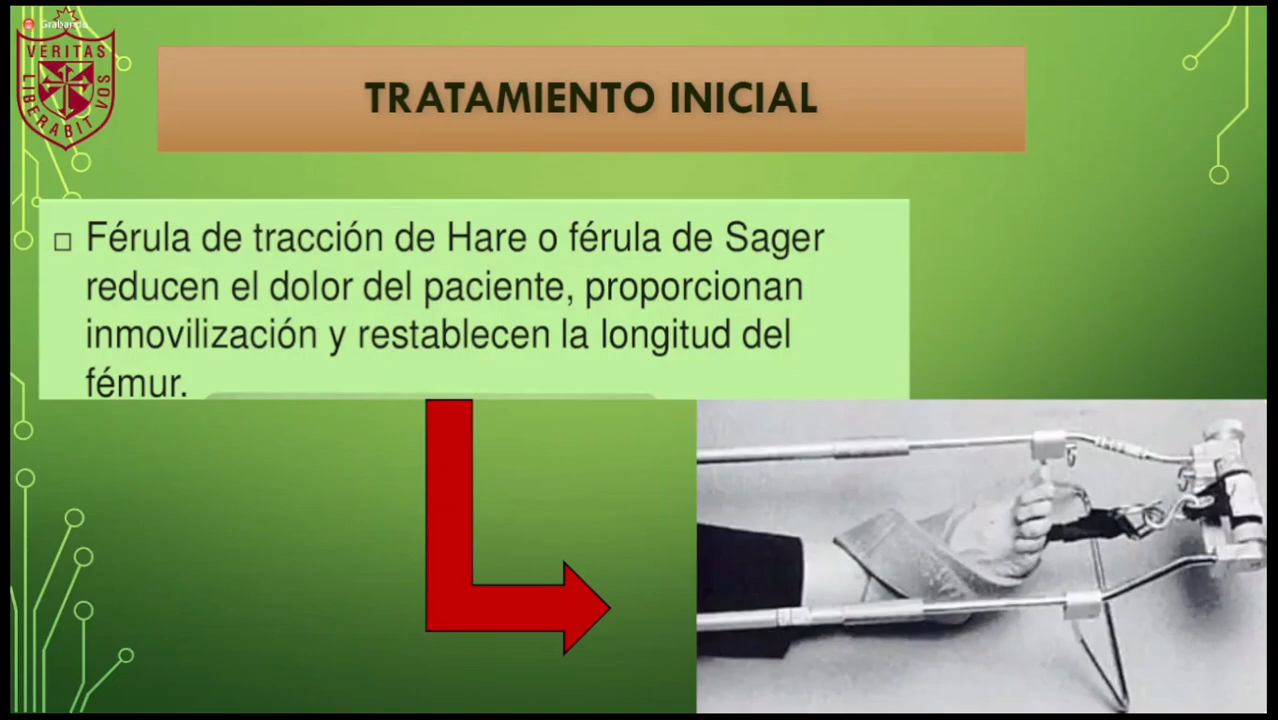 Grabando
VERITAS
LIBERABIT VOS
TRATAMIENTO INICIAL
□ Férula de tracción de Hare o férula de Sager
reducen el dolor del paciente, proporcionan
inmovilización y restablecen la longitud del
fémur.